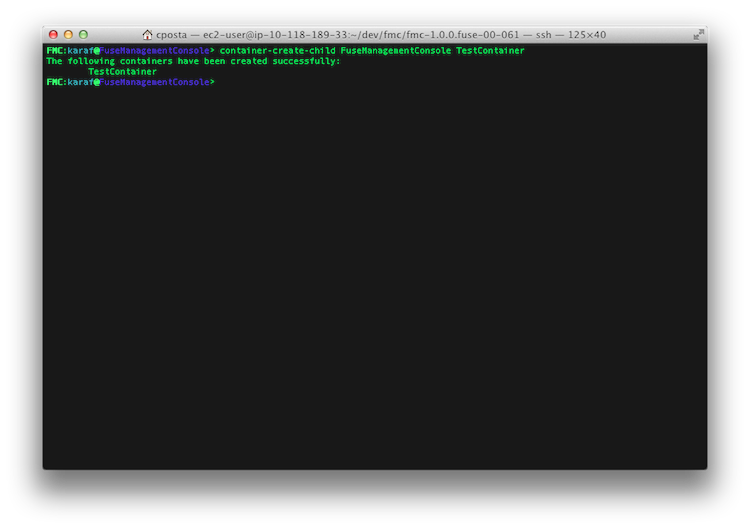 cposta — ec2-user@ip-10-118-189-33:~/dev/fmc/fmc-1.0.0.fuse-00-061 — ssh — 125×40
FMC:karaf@FuseManagementConsole> container-create-child FuseManagementConsole TestContainer
The following containers have been created successfully:
        TestContainer
FMC:karaf@FuseManagementConsole>